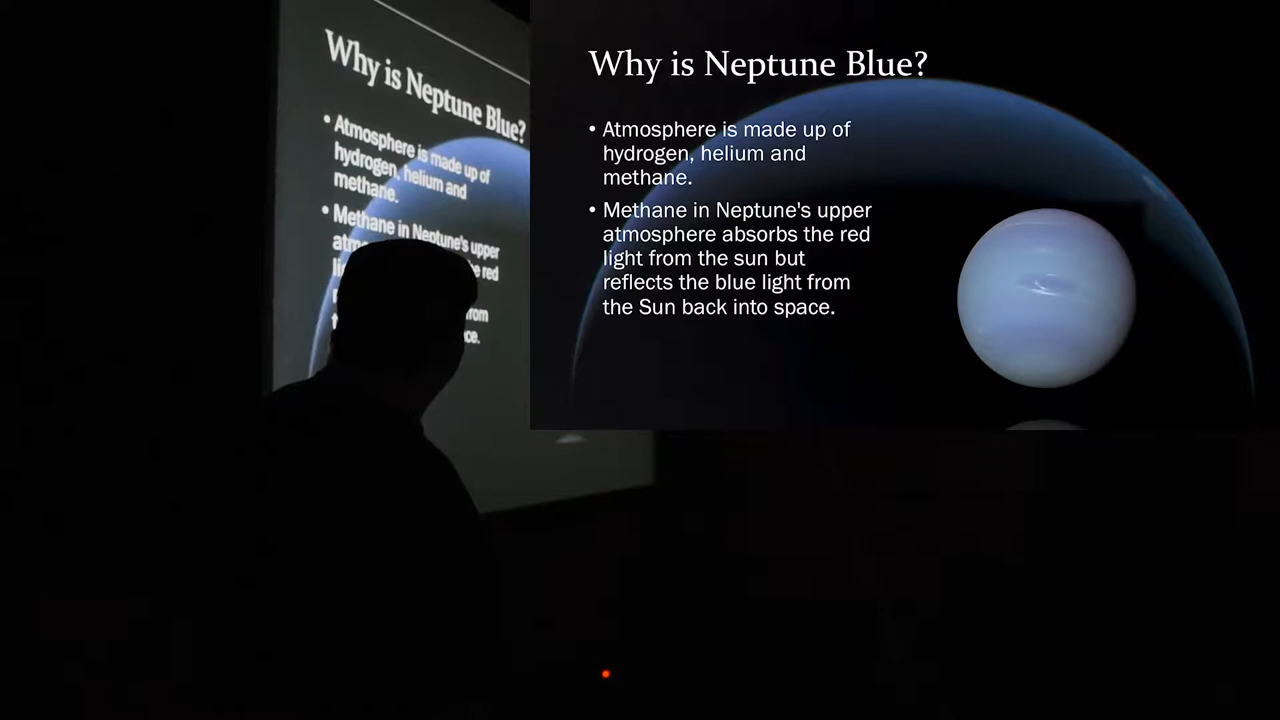 Why is Neptune Blue?
• Atmosphere is made up of
hydrogen, helium and
methane.
• Methane in Neptune's upper
red
from
Why is Neptune Blue?
• Atmosphere is made up of
hydrogen, helium and
methane.
• Methane in Neptune's upper
atmosphere absorbs the red
light from the sun but
reflects the blue light from
the Sun back into space.